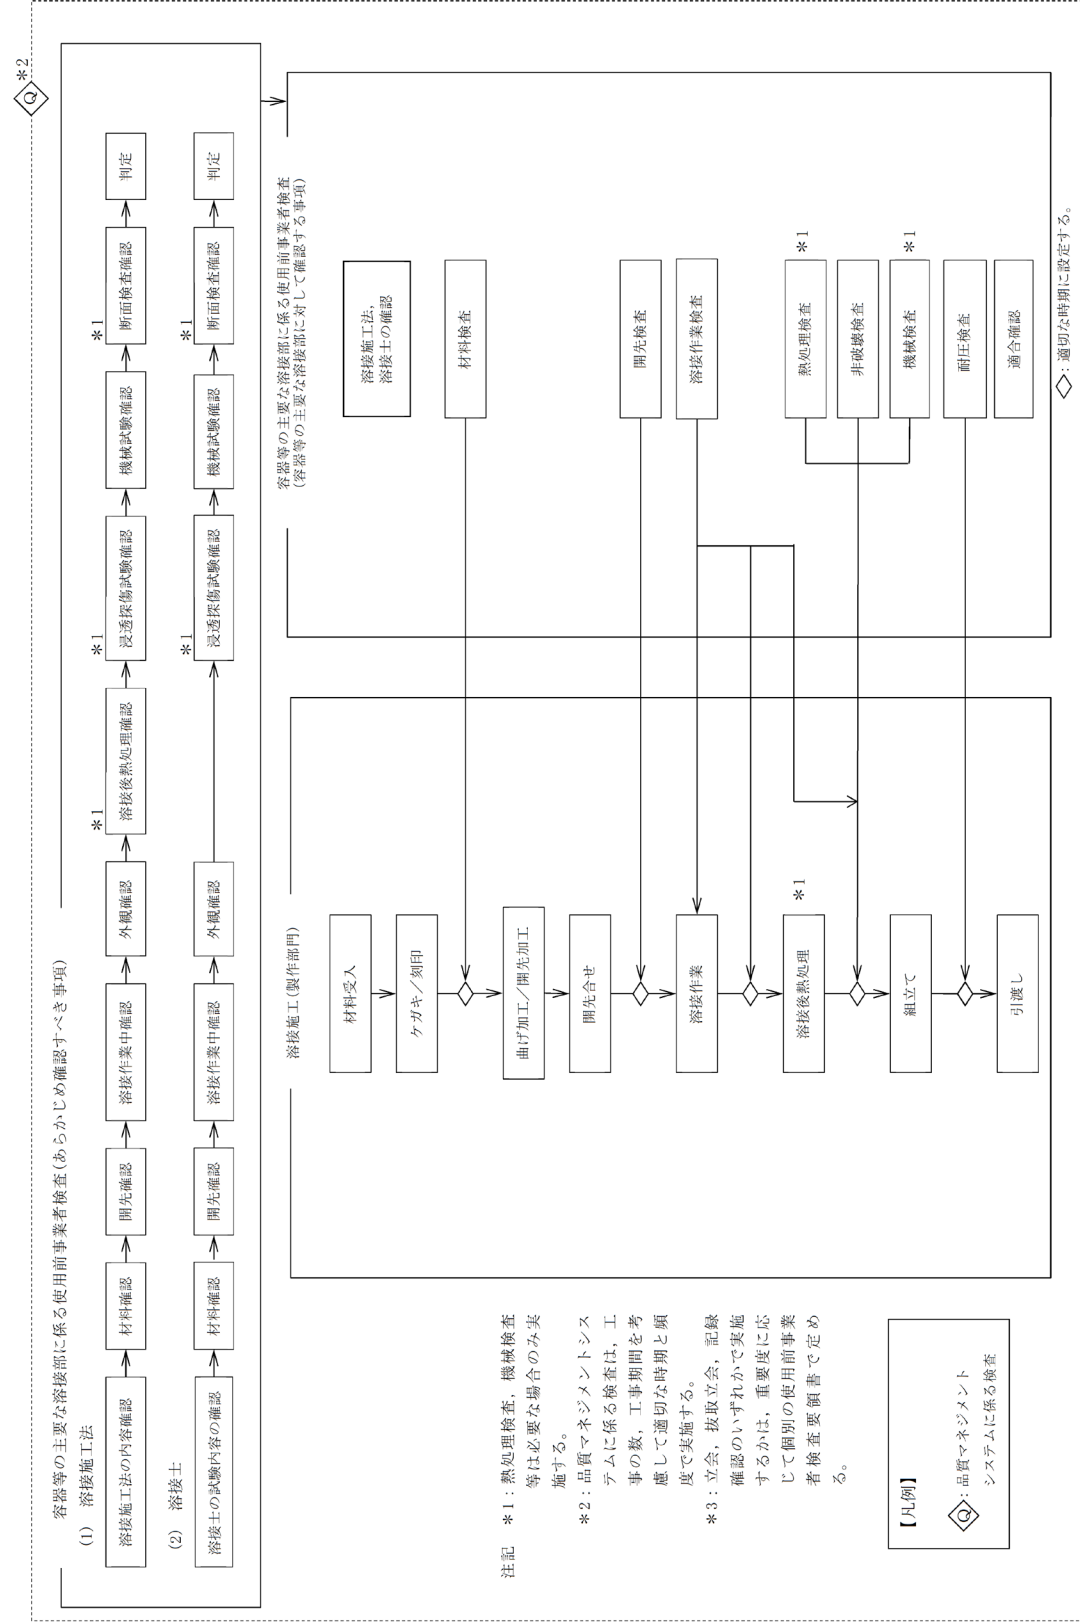 Q
＊2
容器等の主要な溶接部に係る使用前事業者検査（あらかじめ確認すべき事項）
(1)　溶接施工法
溶接施工法の内容確認
材料確認
開先確認
溶接作業中確認
外観確認
＊1
溶接後熱処理確認
＊1
浸透探傷試験確認
機械試験確認
＊1
断面検査確認
判定
(2)　溶接士
溶接士の試験内容の確認
材料確認
開先確認
溶接作業中確認
外観確認
＊1
浸透探傷試験確認
機械試験確認
＊1
断面検査確認
判定
溶接施工（製作部門）
材料受入
ケガキ／刻印
曲げ加工／開先加工
開先合せ
溶接作業
溶接後熱処理
＊1
組立て
引渡し
容器等の主要な溶接部に係る使用前事業者検査
（容器等の主要な溶接部に対して確認する事項）
溶接施工法，
溶接士の確認
材料検査
開先検査
溶接作業検査
熱処理検査
＊1
非破壊検査
機械検査
＊1
耐圧検査
適合確認
◇：適切な時期に設定する。
注記　＊1：熱処理検査，機械検査
等は必要な場合のみ実
施する。
＊2：品質マネジメントシス
テムに係る検査は，工
事の数，工事期間を考
慮して適切な時期と頻
度で実施する。
＊3：立会，抜取立会，記録
確認のいずれかで実施
するかは，重要度に応
じて個別の使用前事業
者検査要領書で定め
る。
【凡例】
Q：品質マネジメント
システムに係る検査